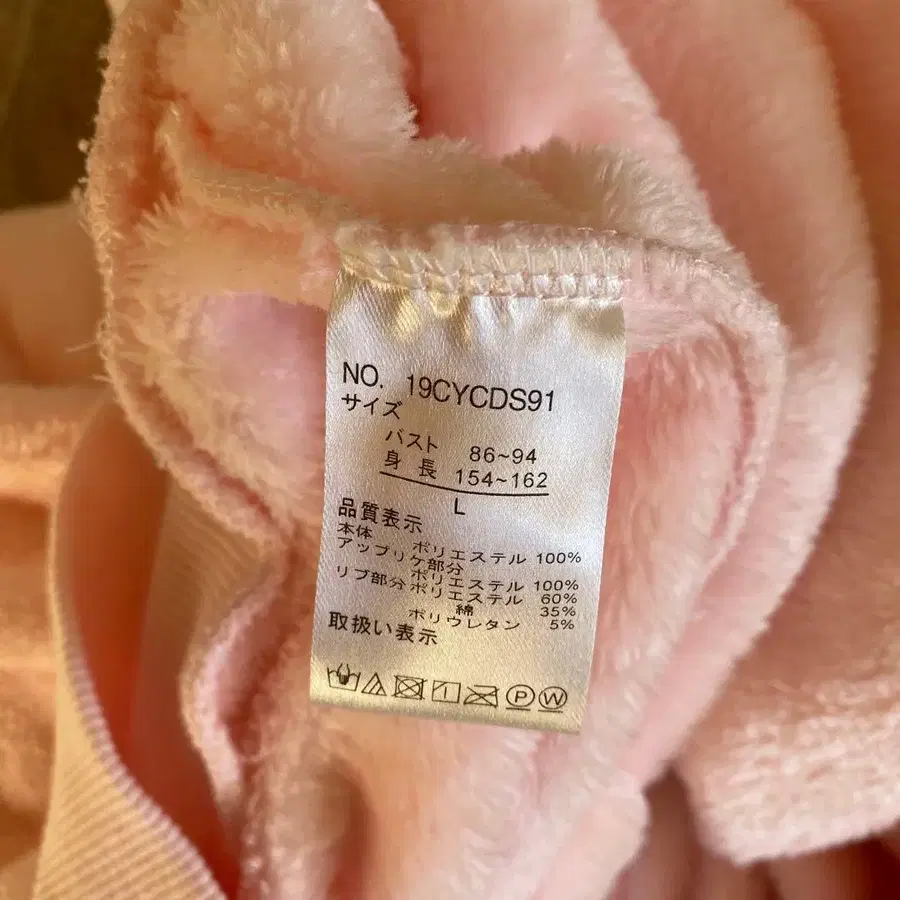 NO. 19CYCDS91
サイズ
バスト 86~94
身長 154~162
L
品質表示
本体 ポリエステル 100%
アップリケ部分
ポリエステル 100%
リブ部分 ポリエステル 60%
綿 35%
ポリウレタン 5%
取扱い表示
P W